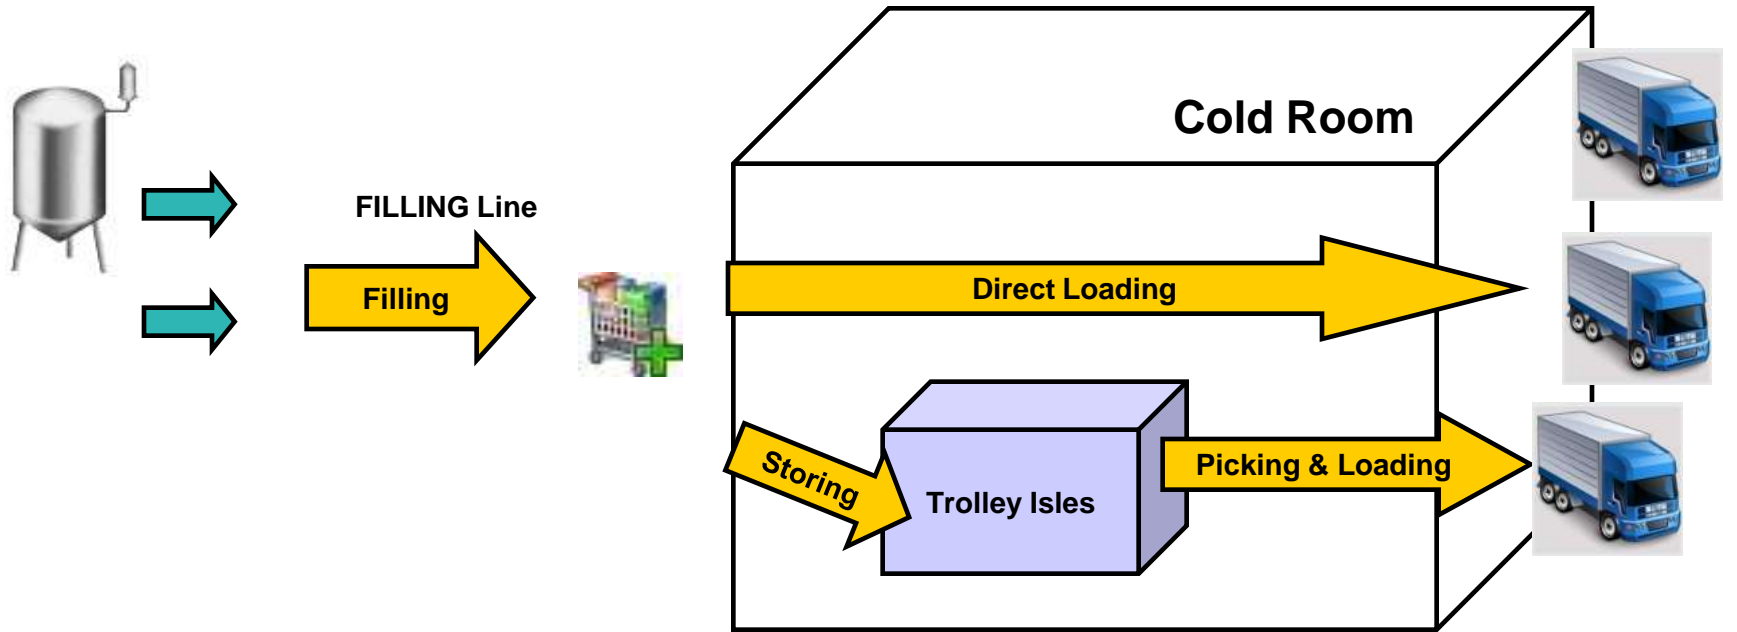 Cold Room
FILLING Line
Filling
Direct Loading
Storing
Trolley Isles
Picking & Loading